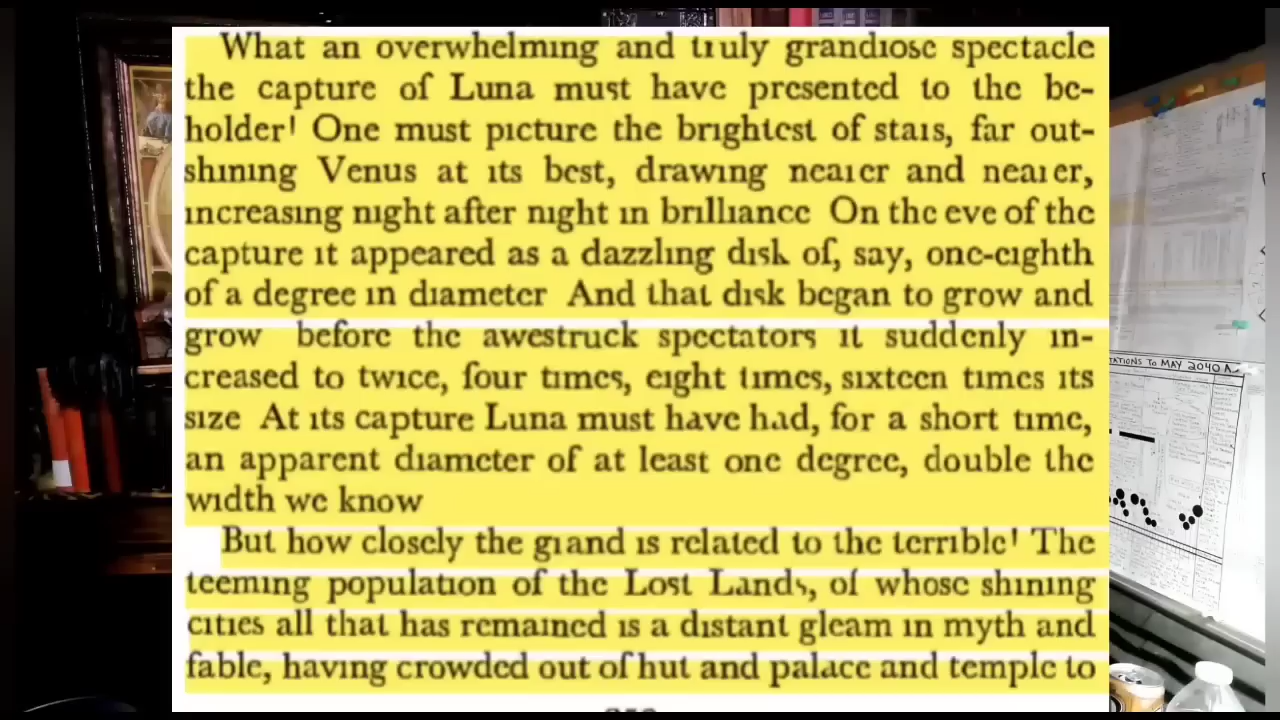 What an overwhelming and truly grandiose spectacle
the capture of Luna must have presented to the be-
holder! One must picture the brightest of stars, far out-
shining Venus at its best, drawing nearer and nearer,
increasing night after night in brilliance On the eve of the
capture it appeared as a dazzling disk of, say, one-eighth
of a degree in diameter And that disk began to grow and
grow before the awestruck spectators it suddenly in-
creased to twice, four times, eight times, sixteen times its
size At its capture Luna must have had, for a short time,
an apparent diameter of at least one degree, double the
width we know
But how closely the grand is related to the terrible! The
teeming population of the Lost Lands, of whose shining
cities all that has remained is a distant gleam in myth and
fable, having crowded out of hut and palace and temple to
TATIONS TO MAY 2040 A